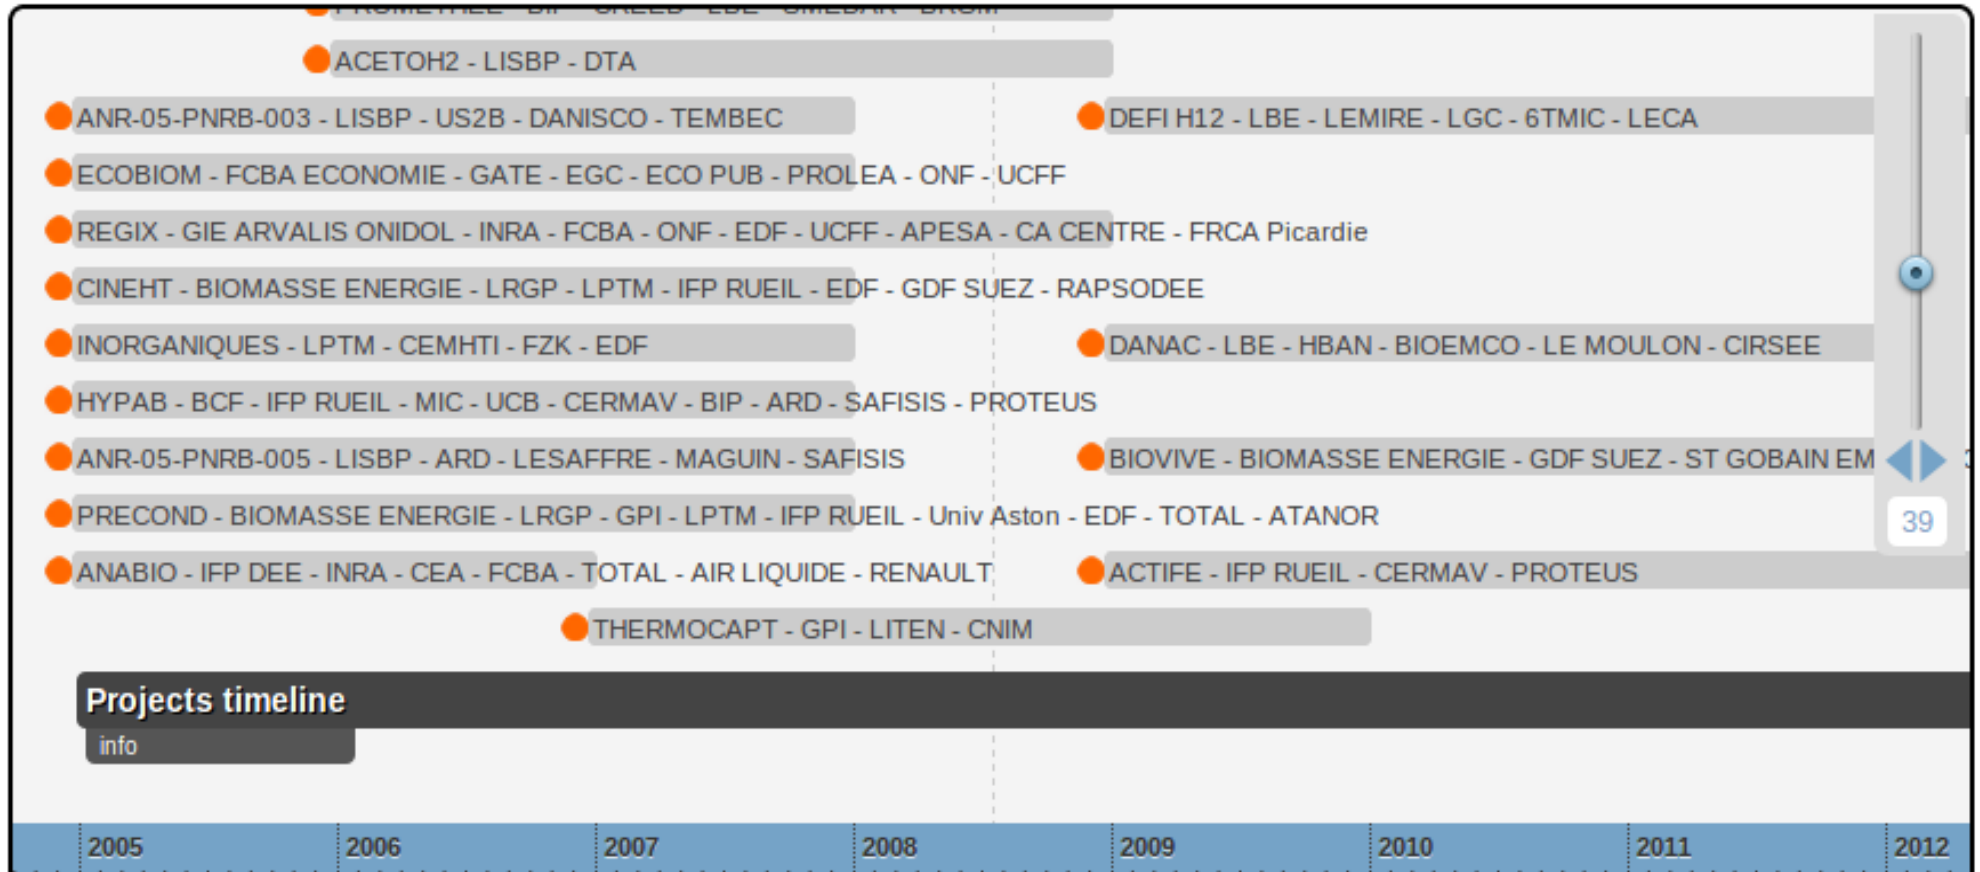 PROMETHEE - BIP - CREED - LBE - SMEBAR - BRGM
ACETOH2 - LISBP - DTA
ANR-05-PNRB-003 - LISBP - US2B - DANISCO - TEMBEC
DEFI H12 - LBE - LEMIRE - LGC - 6TMIC - LECA
ECOBIOM - FCBA ECONOMIE - GATE - EGC - ECO PUB - PROLEA - ONF - UCFF
REGIX - GIE ARVALIS ONIDOL - INRA - FCBA - ONF - EDF - UCFF - APESA - CA CENTRE - FRCA Picardie
CINEHT - BIOMASSE ENERGIE - LRGP - LPTM - IFP RUEIL - EDF - GDF SUEZ - RAPSODEE
INORGANIQUES - LPTM - CEMHTI - FZK - EDF
DANAC - LBE - HBAN - BIOEMCO - LE MOULON - CIRSEE
HYPAB - BCF - IFP RUEIL - MIC - UCB - CERMAV - BIP - ARD - SAFISIS - PROTEUS
ANR-05-PNRB-005 - LISBP - ARD - LESAFFRE - MAGUIN - SAFISIS
BIOVIVE - BIOMASSE ENERGIE - GDF SUEZ - ST GOBAIN EM
PRECOND - BIOMASSE ENERGIE - LRGP - GPI - LPTM - IFP RUEIL - Univ Aston - EDF - TOTAL - ATANOR
39
ANABIO - IFP DEE - INRA - CEA - FCBA - TOTAL - AIR LIQUIDE - RENAULT
ACTIFE - IFP RUEIL - CERMAV - PROTEUS
THERMOCAPT - GPI - LITEN - CNIM
Projects timeline
info
2005 2006 2007 2008 2009 2010 2011 2012